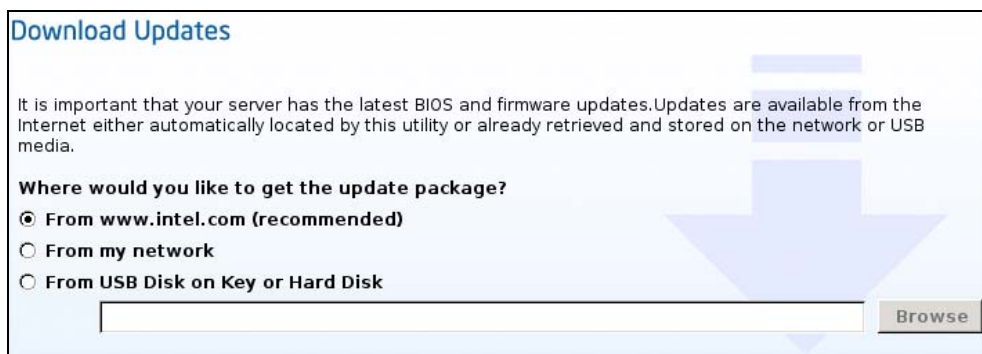 Download Updates
It is important that your server has the latest BIOS and firmware updates.Updates are available from the
Internet either automatically located by this utility or already retrieved and stored on the network or USB
media.
Where would you like to get the update package?
From www.intel.com (recommended)
From my network
From USB Disk on Key or Hard Disk
Browse